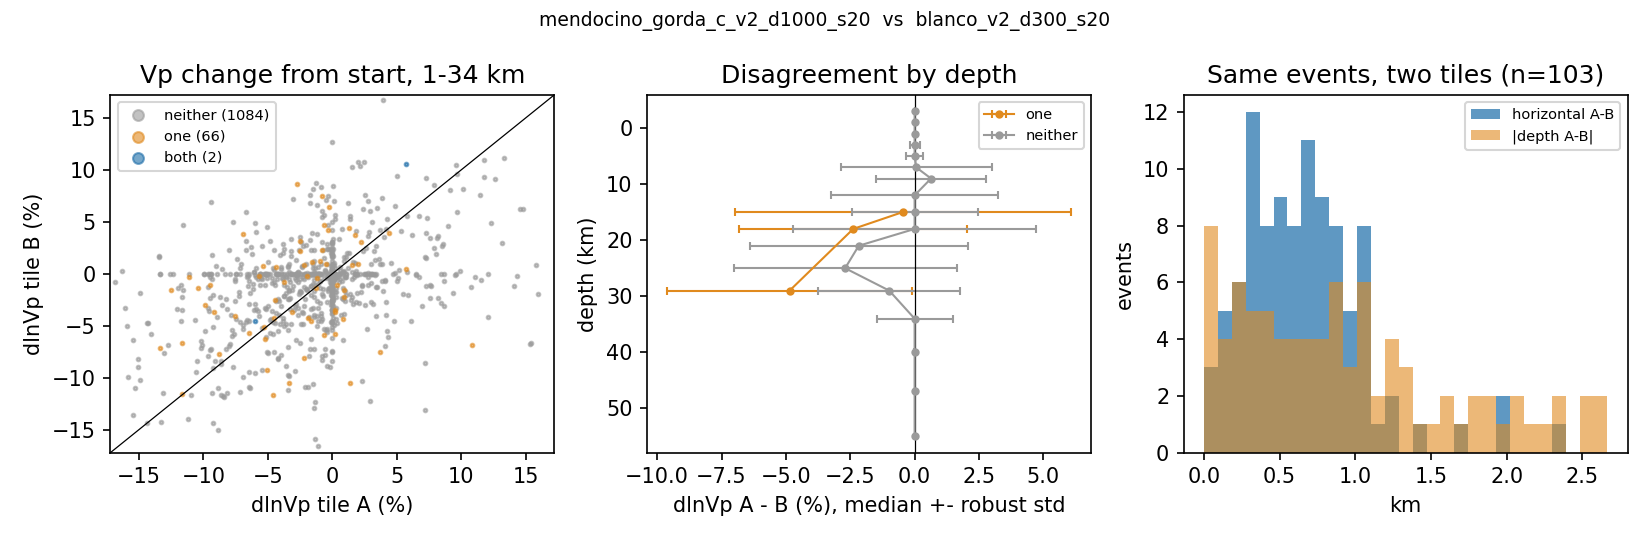 mendocino_gorda_c_v2_d1000_s20 vs blanco_v2_d300_s20
Vp change from start, 1-34 km
neither (1084)
one (66)
both (2)
15
10
5
0
−5
−10
−15
dlnVp tile B (%)
−15 −10 −5 0 5 10 15
dlnVp tile A (%)
Disagreement by depth
one
neither
0
10
20
30
40
50
depth (km)
−10.0 −7.5 −5.0 −2.5 0.0 2.5 5.0
dlnVp A - B (%), median +- robust std
Same events, two tiles (n=103)
horizontal A-B
|depth A-B|
12
10
8
6
4
2
0
events
0.0 0.5 1.0 1.5 2.0 2.5
km